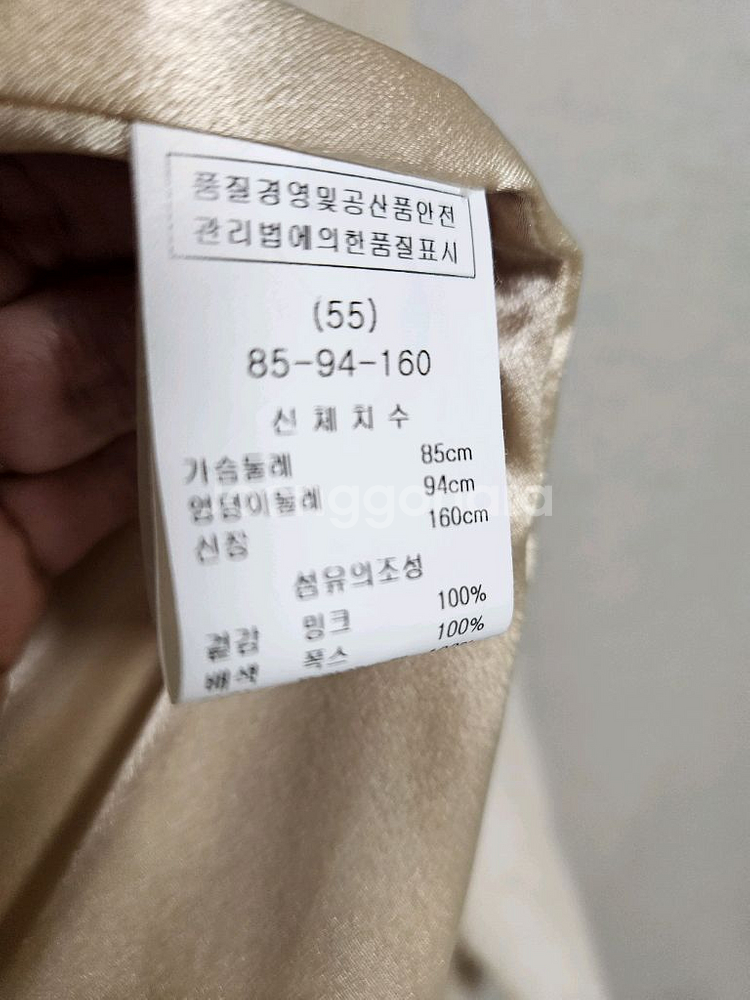 품질경영및공산품안전
관리법에의한품질표시
(55)
85-94-160
신 체 치 수
가슴둘레 85cm
엉덩이둘레 94cm
신장 160cm
섬유의조성
겉감 밍크 100%
배색 폭스 100%